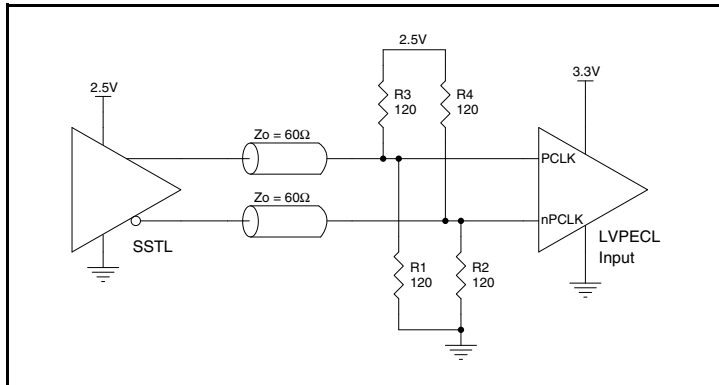 2.5V
2.5V
3.3V
R3
120
R4
120
Zo = 60Ω
PCLK
Zo = 60Ω
nPCLK
SSTL
LVPECL
Input
R1
120
R2
120